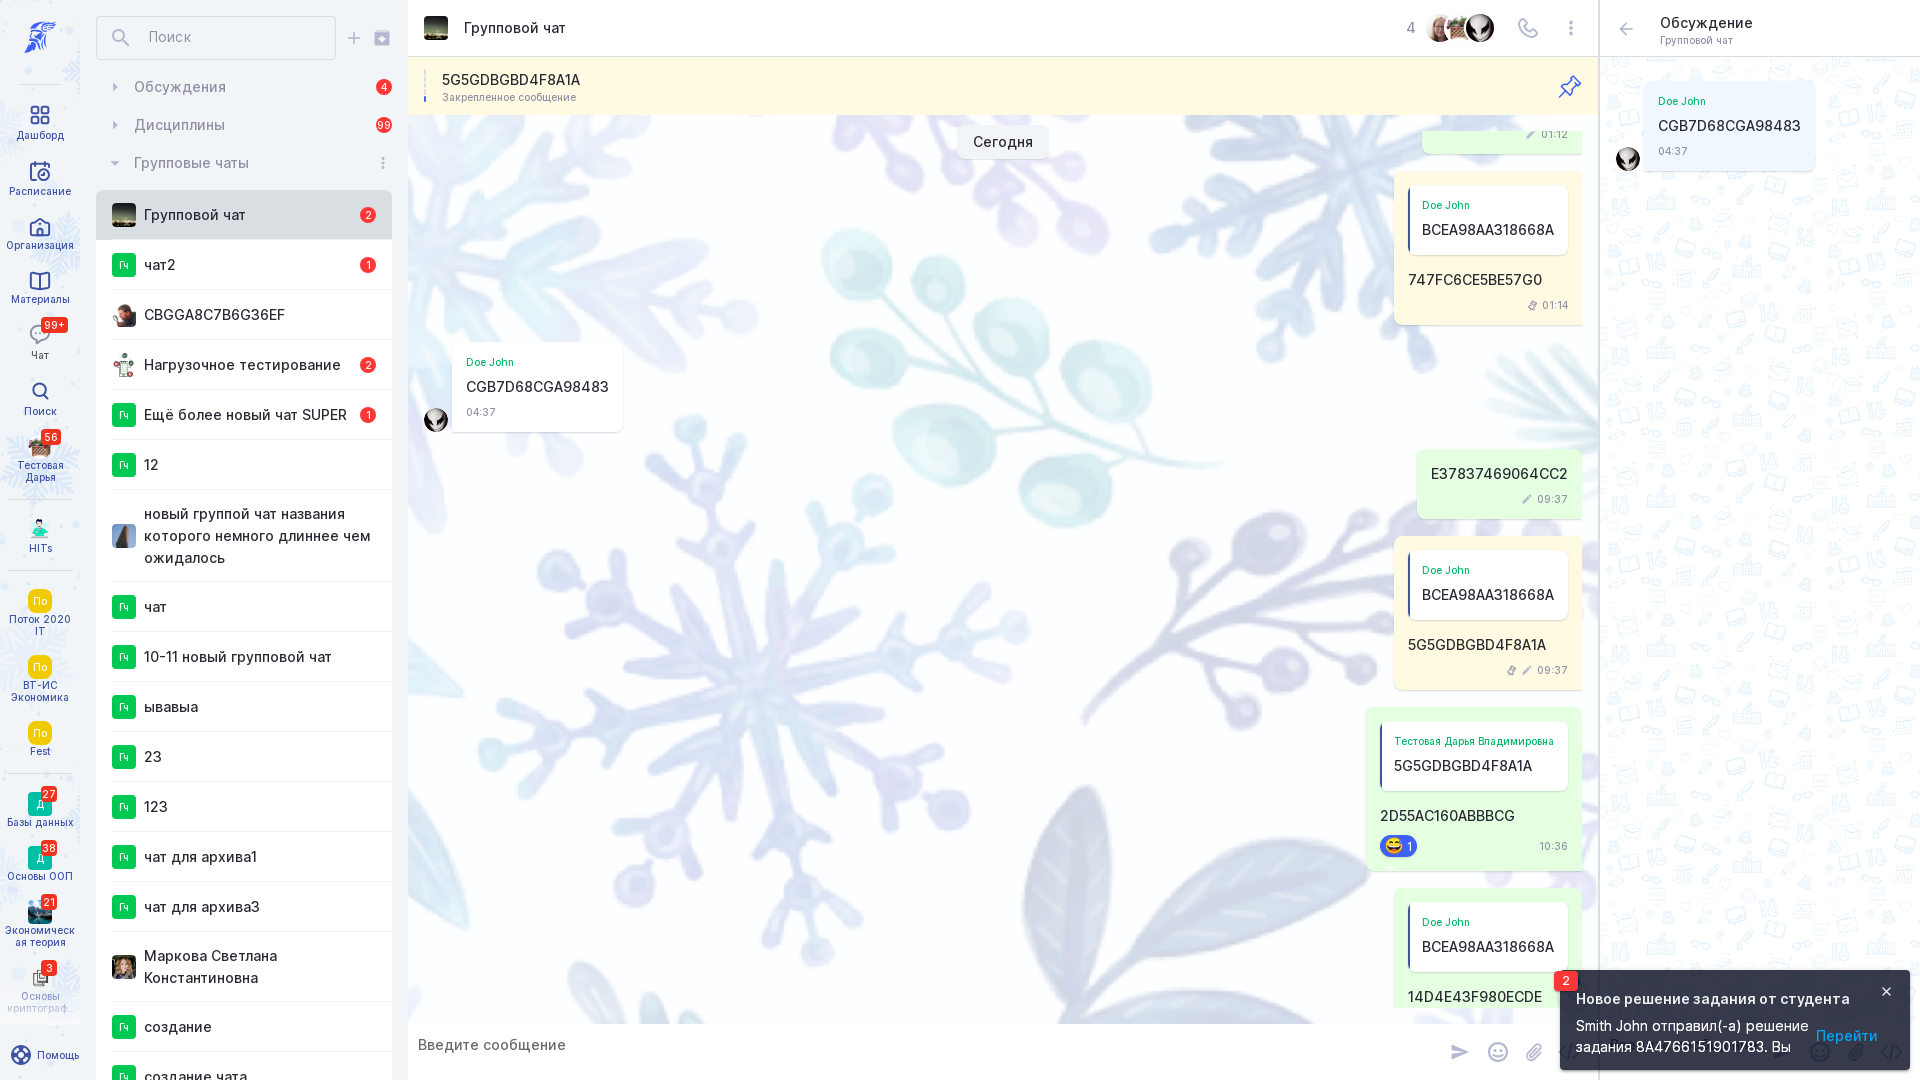 Дашборд
Расписание
Организация
Материалы
99+
Чат
Поиск
56
Тестовая
Дарья
HITs
По
Поток 2020
IT
По
ВТ-ИС
Экономика
По
Fest
27
Д
Базы данных
38
Д
Основы ООП
21
Экономическ
ая теория
3
Основы
криптограф...
Помощь
Поиск
Обсуждения
4
Дисциплины
99
Групповые чаты
Групповой чат
2
Гч
чат2
1
CBGGA8C7B6G36EF
Нагрузочное тестирование
2
Гч
Ещё более новый чат SUPER
1
Гч
12
новый группой чат названия
которого немного длиннее чем
ожидалось
Гч
чат
Гч
10-11 новый групповой чат
Гч
ывавыа
Гч
23
Гч
123
Гч
чат для архива1
Гч
чат для архива3
Маркова Светлана
Константиновна
Гч
создание
Гч
создание чата
Групповой чат
4
5G5GDBGBD4F8A1A
Закрепленное сообщение
Сегодня
01:12
Doe John
BCEA98AA318668A
747FC6CE5BE57G0
01:14
Doe John
CGB7D68CGA98483
04:37
E37837469064CC2
09:37
Doe John
BCEA98AA318668A
5G5GDBGBD4F8A1A
09:37
Тестовая Дарья Владимировна
5G5GDBGBD4F8A1A
2D55AC160ABBBCG
1
10:36
Doe John
BCEA98AA318668A
14D4E43F980ECDE
Введите сообщение
Обсуждение
Групповой чат
Doe John
CGB7D68CGA98483
04:37
2
Новое решение задания от студента
Smith John отправил(-а) решение
задания 8A4766151901783. Вы
Перейти